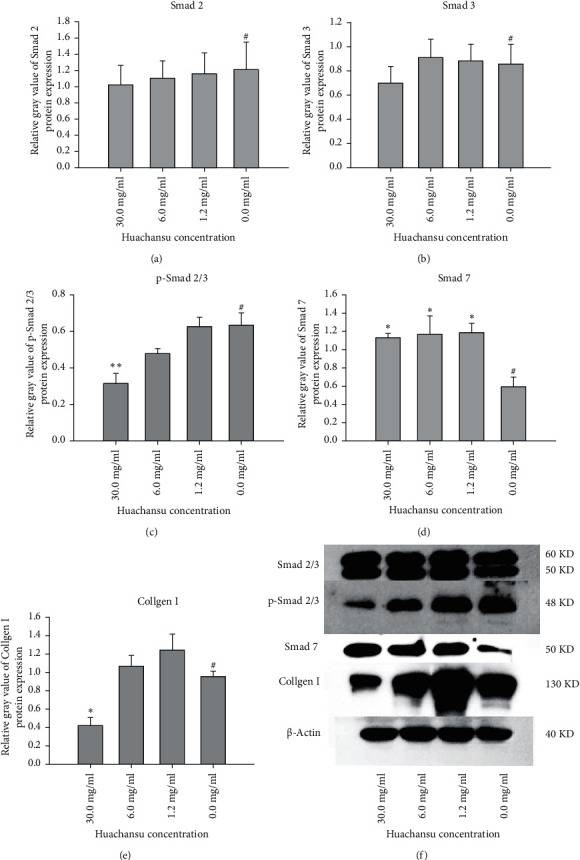 Smad 2
Relative gray value of Smad 2
protein expression
1.8
1.6
1.4
1.2
1.0
0.8
0.6
0.4
0.2
0.0
#
30.0 mg/ml
6.0 mg/ml
1.2 mg/ml
0.0 mg/ml
Huachansu concentration
(a)
Smad 3
Relative gray value of Smad 3
protein expression
1.2
1.0
0.8
0.6
0.4
0.2
0.0
#
30.0 mg/ml
6.0 mg/ml
1.2 mg/ml
0.0 mg/ml
Huachansu concentration
(b)
p-Smad 2/3
Relative gray value of p-Smad 2/3
protein expression
0.8
0.6
0.4
0.2
0.0
**
#
30.0 mg/ml
6.0 mg/ml
1.2 mg/ml
0.0 mg/ml
Huachansu concentration
(c)
Smad 7
Relative gray value of Smad 7
protein expression
1.6
1.4
1.2
1.0
0.8
0.6
0.4
0.2
0.0
*
*
*
#
30.0 mg/ml
6.0 mg/ml
1.2 mg/ml
0.0 mg/ml
Huachansu concentration
(d)
Collgen I
Relative gray value of Collgen I
protein expression
1.6
1.4
1.2
1.0
0.8
0.6
0.4
0.2
0.0
*
#
30.0 mg/ml
6.0 mg/ml
1.2 mg/ml
0.0 mg/ml
Huachansu concentration
(e)
Smad 2/3
60 KD
50 KD
p-Smad 2/3
48 KD
Smad 7
50 KD
Collgen I
130 KD
β-Actin
40 KD
30.0 mg/ml
6.0 mg/ml
1.2 mg/ml
0.0 mg/ml
Huachansu concentration
(f)